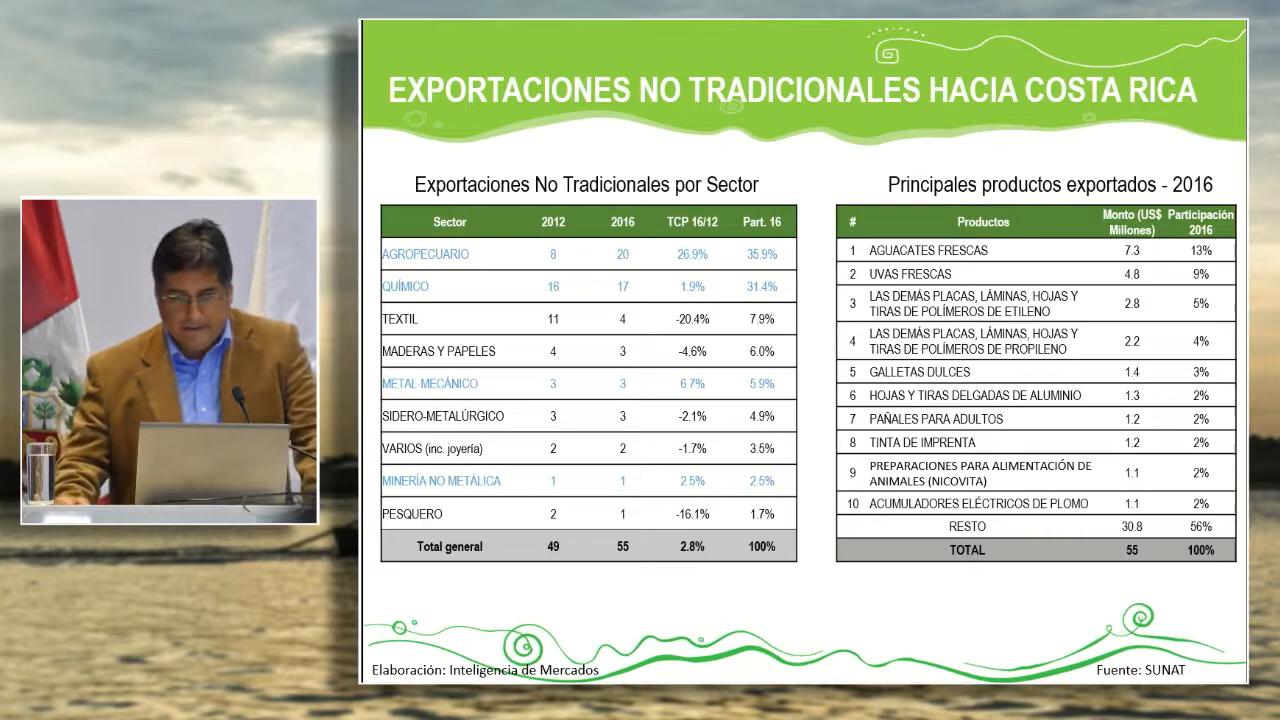 EXPORTACIONES NO TRADICIONALES HACIA COSTA RICA
Exportaciones No Tradicionales por Sector
Sector 2012 2016 TCP 16/12 Part. 16
AGROPECUARIO 8 20 26.9% 35.9%
QUÍMICO 16 17 1.9% 31.4%
TEXTIL 11 4 -20.4% 7.9%
MADERAS Y PAPELES 4 3 -4.6% 6.0%
METAL-MECÁNICO 3 3 6.7% 5.9%
SIDERO-METALÚRGICO 3 3 -2.1% 4.9%
VARIOS (inc. joyería) 2 2 -1.7% 3.5%
MINERÍA NO METÁLICA 1 1 2.5% 2.5%
PESQUERO 2 1 -16.1% 1.7%
Total general 49 55 2.8% 100%
Principales productos exportados - 2016
# Productos Monto (US$ Millones) Participación 2016
1 AGUACATES FRESCAS 7.3 13%
2 UVAS FRESCAS 4.8 9%
3 LAS DEMÁS PLACAS, LÁMINAS, HOJAS Y
TIRAS DE POLÍMEROS DE ETILENO 2.8 5%
4 LAS DEMÁS PLACAS, LÁMINAS, HOJAS Y
TIRAS DE POLÍMEROS DE PROPILENO 2.2 4%
5 GALLETAS DULCES 1.4 3%
6 HOJAS Y TIRAS DELGADAS DE ALUMINIO 1.3 2%
7 PAÑALES PARA ADULTOS 1.2 2%
8 TINTA DE IMPRENTA 1.2 2%
9 PREPARACIONES PARA ALIMENTACIÓN DE
ANIMALES (NICOVITA) 1.1 2%
10 ACUMULADORES ELÉCTRICOS DE PLOMO 1.1 2%
RESTO 30.8 56%
TOTAL 55 100%
Elaboración: Inteligencia de Mercados
Fuente: SUNAT